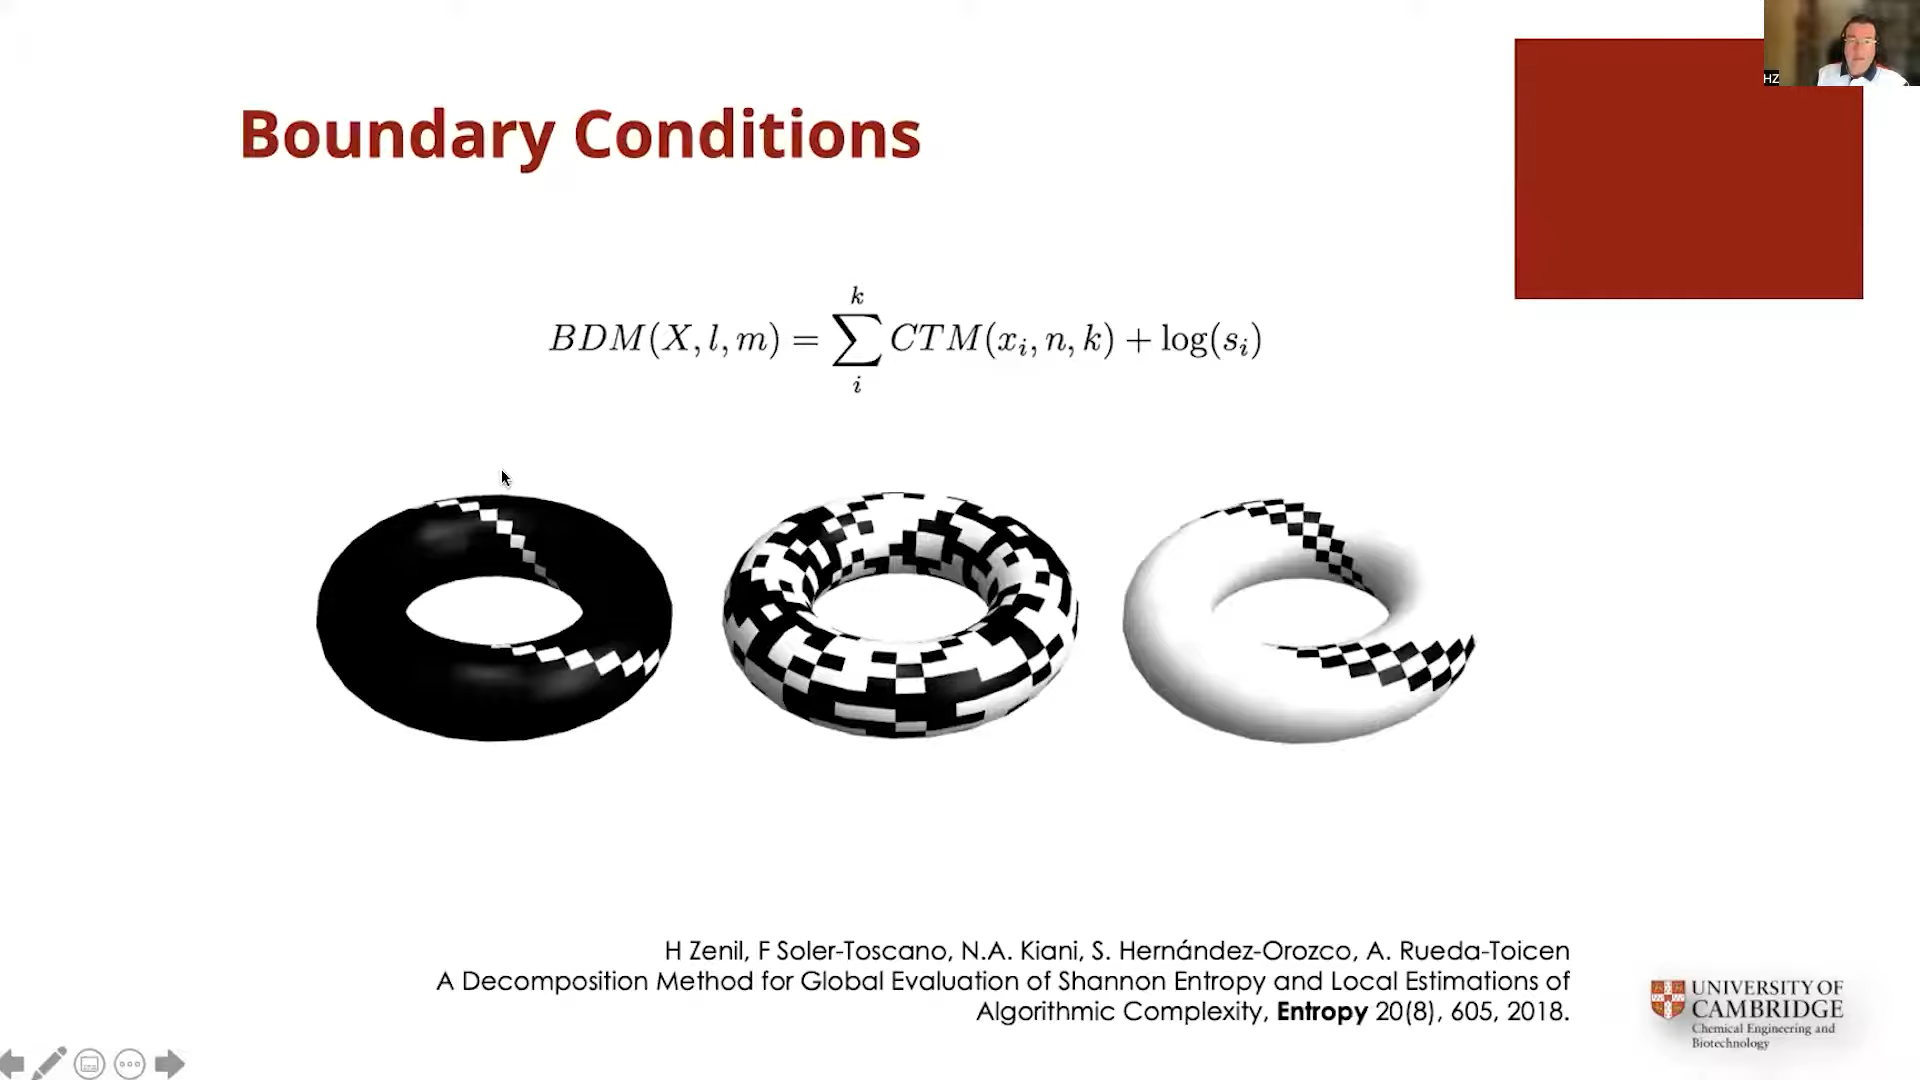 HZ
Boundary Conditions
BDM(X, l, m) = \sum_{i}^{k} CTM(x_i, n, k) + log(s_i)
H Zenil, F Soler-Toscano, N.A. Kiani, S. Hernández-Orozco, A. Rueda-Toicen
A Decomposition Method for Global Evaluation of Shannon Entropy and Local Estimations of
Algorithmic Complexity, Entropy 20(8), 605, 2018.
UNIVERSITY OF
CAMBRIDGE
Chemical Engineering and
Biotechnology